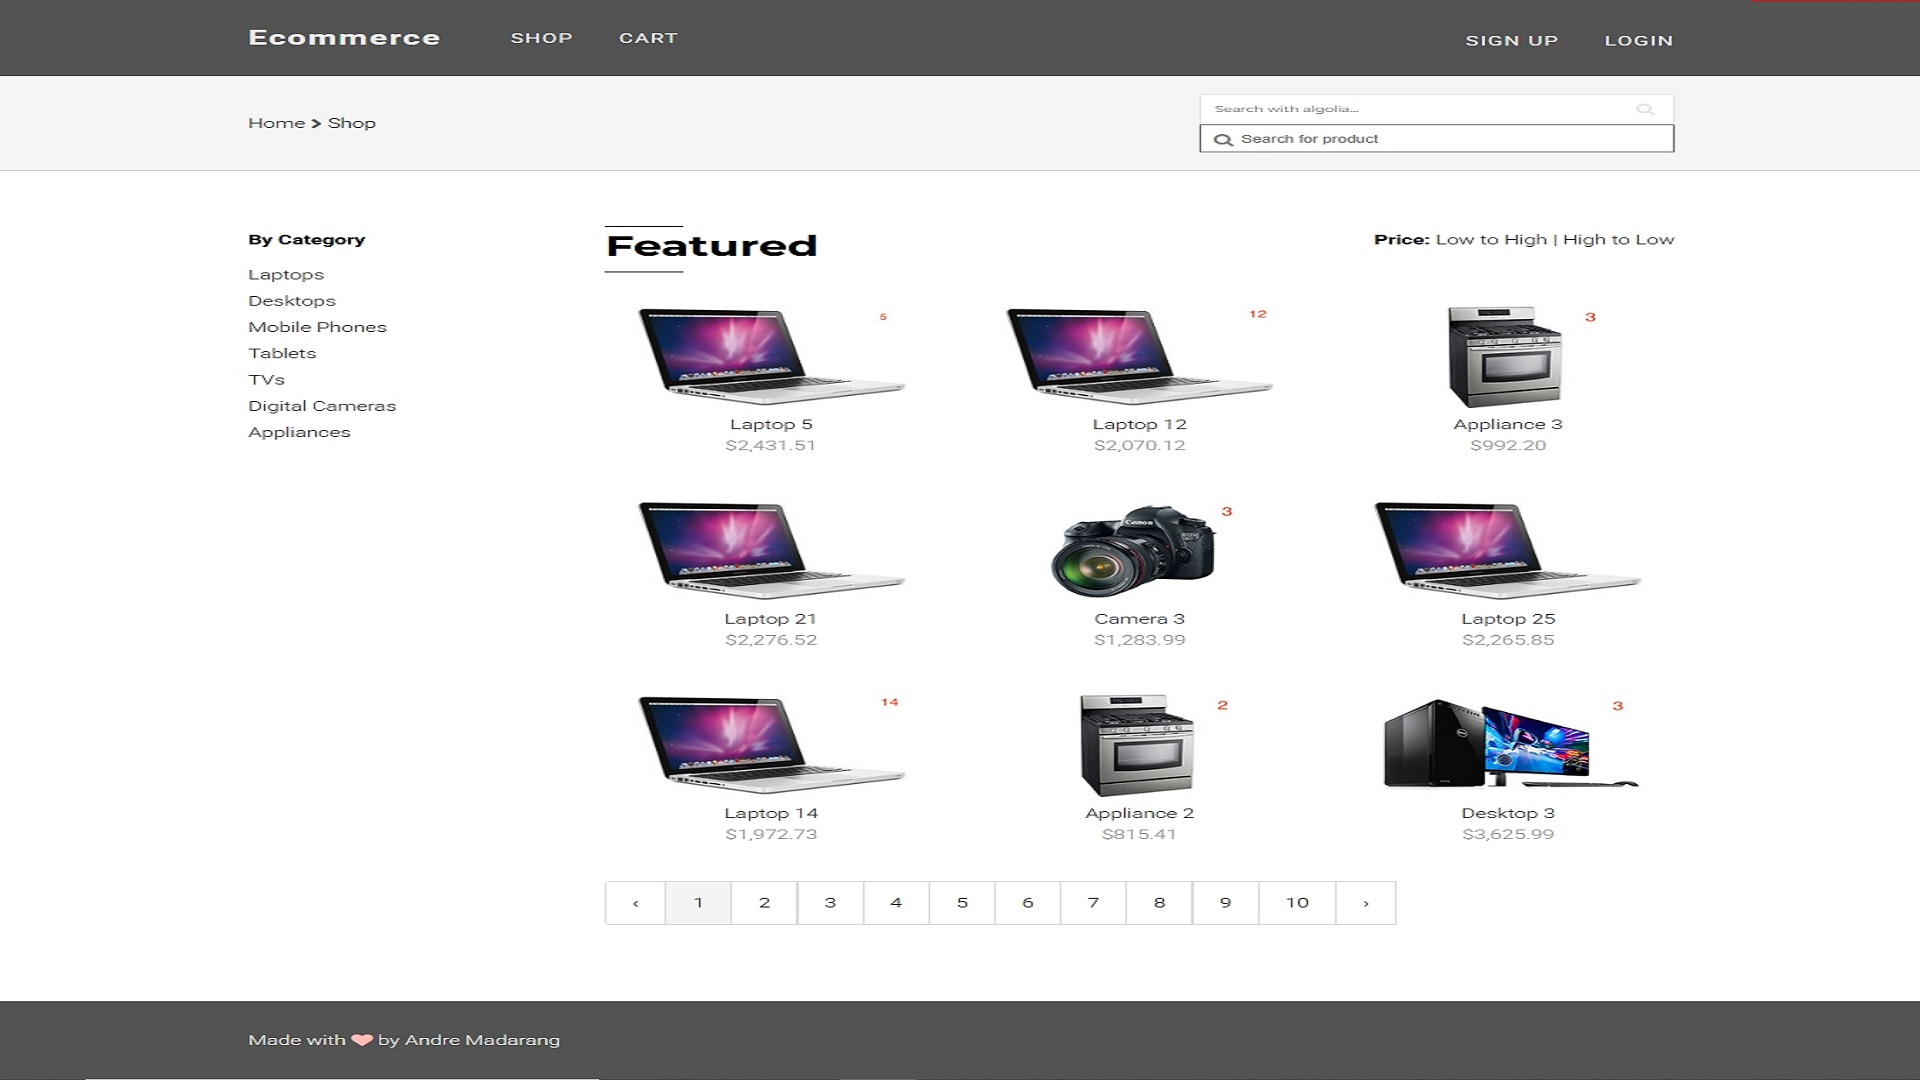 Ecommerce SHOP CART SIGN UP LOGIN
Home > Shop
Search with algolia...
Search for product
By Category
Laptops
Desktops
Mobile Phones
Tablets
TVs
Digital Cameras
Appliances
Featured
Price: Low to High | High to Low
5 12 3
Laptop 5 Laptop 12 Appliance 3
$2,431.51 $2,070.12 $992.20
3
Canon
Laptop 21 Camera 3 Laptop 25
$2,276.52 $1,283.99 $2,265.85
14 2 3
Laptop 14 Appliance 2 Desktop 3
$1,972.73 $815.41 $3,625.99
‹ 1 2 3 4 5 6 7 8 9 10 ›
Made with ❤ by Andre Madarang